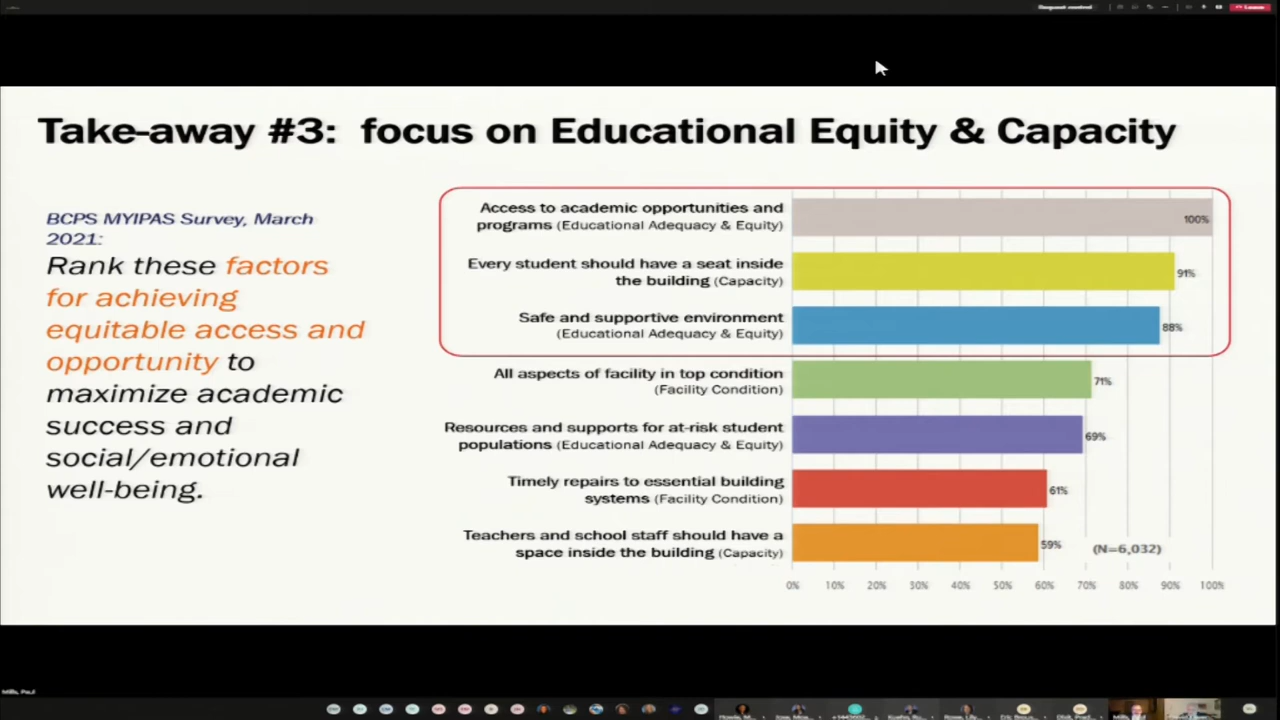 Request control
Leave
Take-away #3: focus on Educational Equity & Capacity
BCPS MYIPAS Survey, March
2021:
Rank these factors
for achieving
equitable access and
opportunity to
maximize academic
success and
social/emotional
well-being.
Access to academic opportunities and
programs (Educational Adequacy & Equity)
100%
Every student should have a seat inside
the building (Capacity)
91%
Safe and supportive environment
(Educational Adequacy & Equity)
88%
All aspects of facility in top condition
(Facility Condition)
71%
Resources and supports for at-risk student
populations (Educational Adequacy & Equity)
69%
Timely repairs to essential building
systems (Facility Condition)
61%
Teachers and school staff should have a
space inside the building (Capacity)
59%
(N=6,032)
0% 10% 20% 30% 40% 50% 60% 70% 80% 90% 100%
Mills, Paul